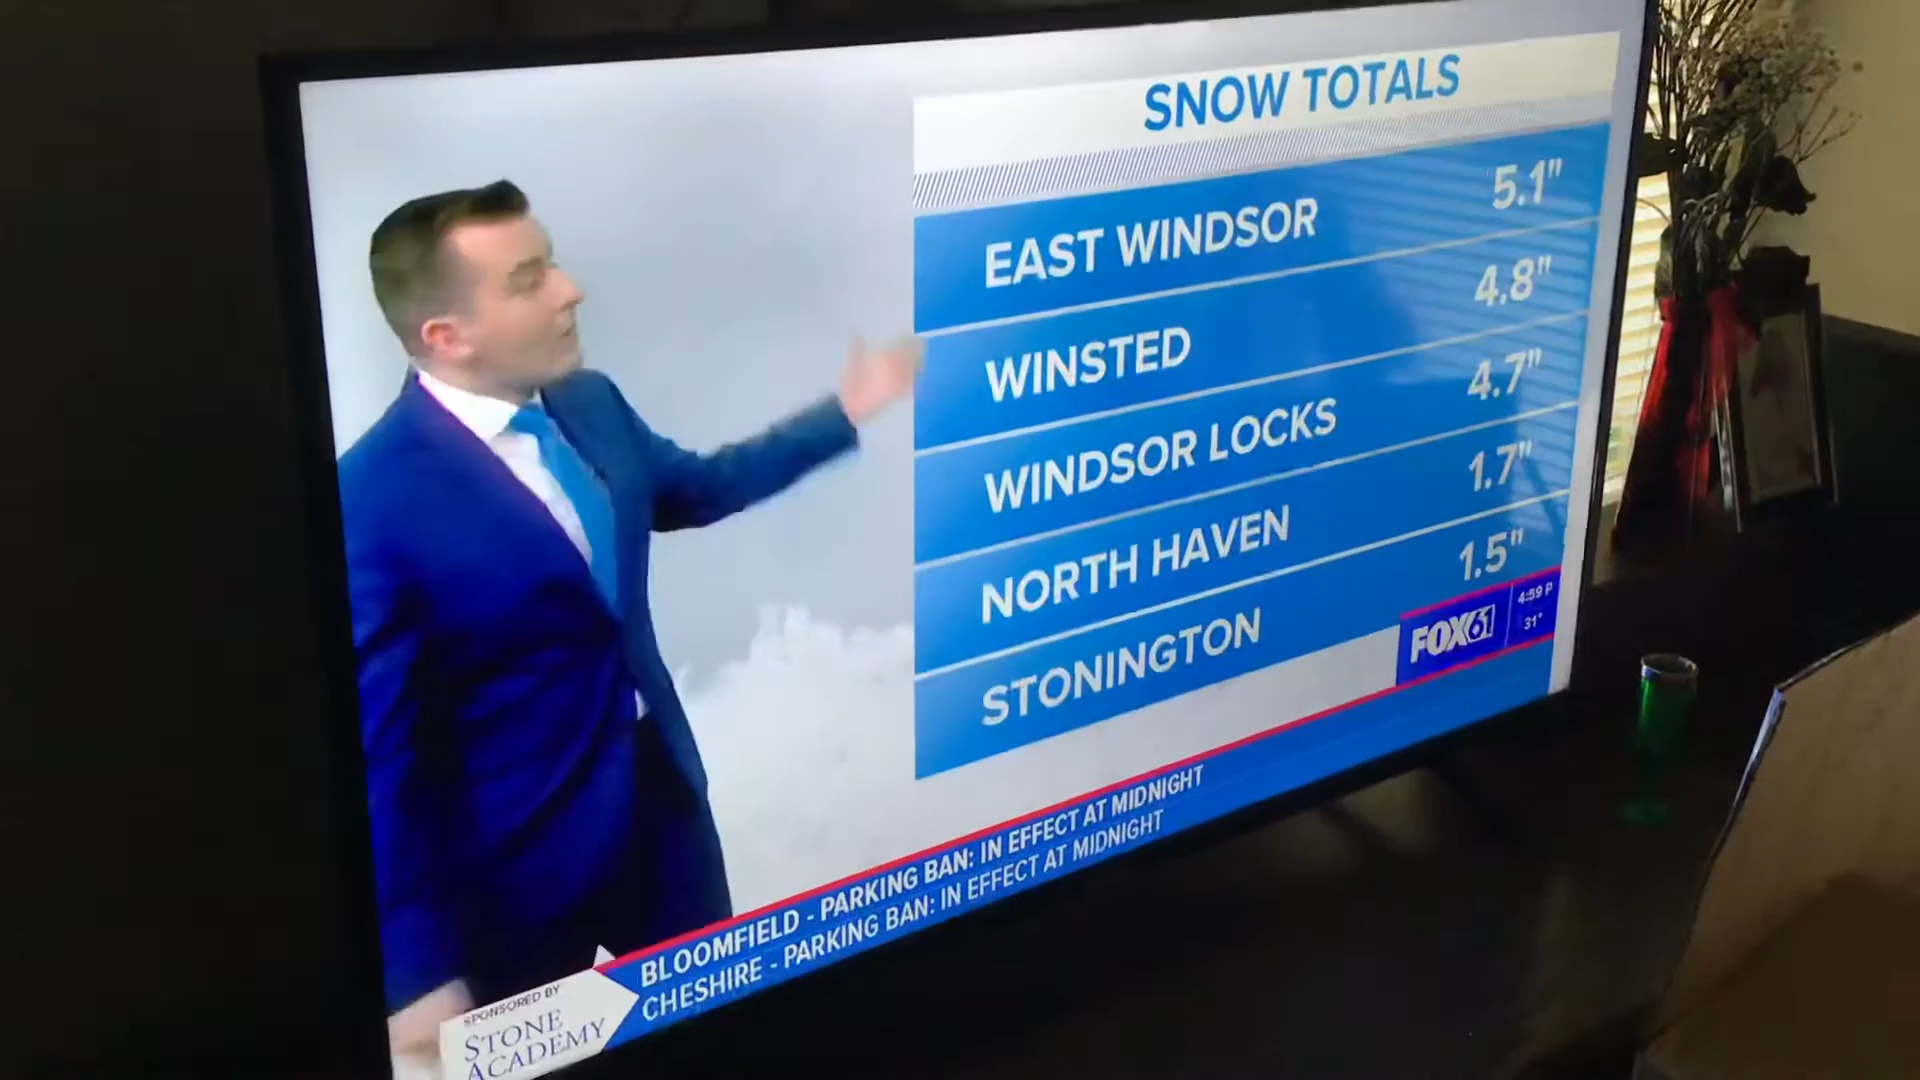 SNOW TOTALS
EAST WINDSOR 5.1"
WINSTED 4.8"
WINDSOR LOCKS 4.7"
NORTH HAVEN 1.7"
STONINGTON 1.5"
FOX61
4:59 P
31°
BLOOMFIELD - PARKING BAN: IN EFFECT AT MIDNIGHT
CHESHIRE - PARKING BAN: IN EFFECT AT MIDNIGHT
SPONSORED BY
STONE
ACADEMY